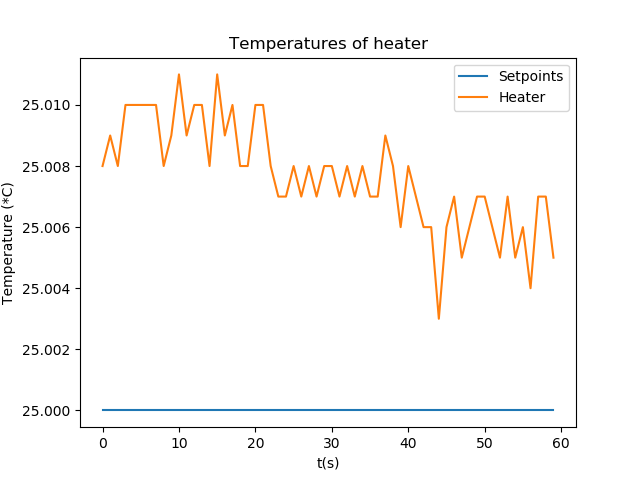 Temperatures of heater
Setpoints
Heater
25.010
25.008
25.006
25.004
25.002
25.000
Temperature (*C)
0 10 20 30 40 50 60
t(s)